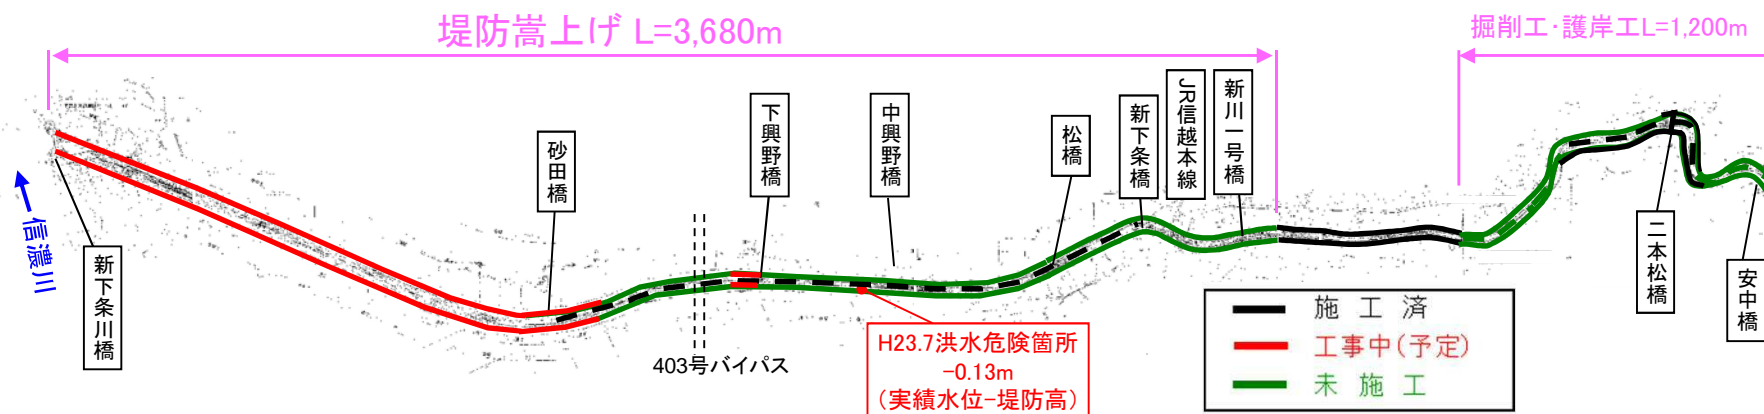 堤防嵩上げ L=3,680m
掘削工・護岸工L=1,200m
信濃川
新下条川橋
砂田橋
下興野橋
中興野橋
松橋
新下条橋
JR信越本線
新川一号橋
二本松橋
安中橋
403号バイパス
H23.7洪水危険箇所
-0.13m
(実績水位-堤防高)
施 工 済
工事中(予定)
未 施 工